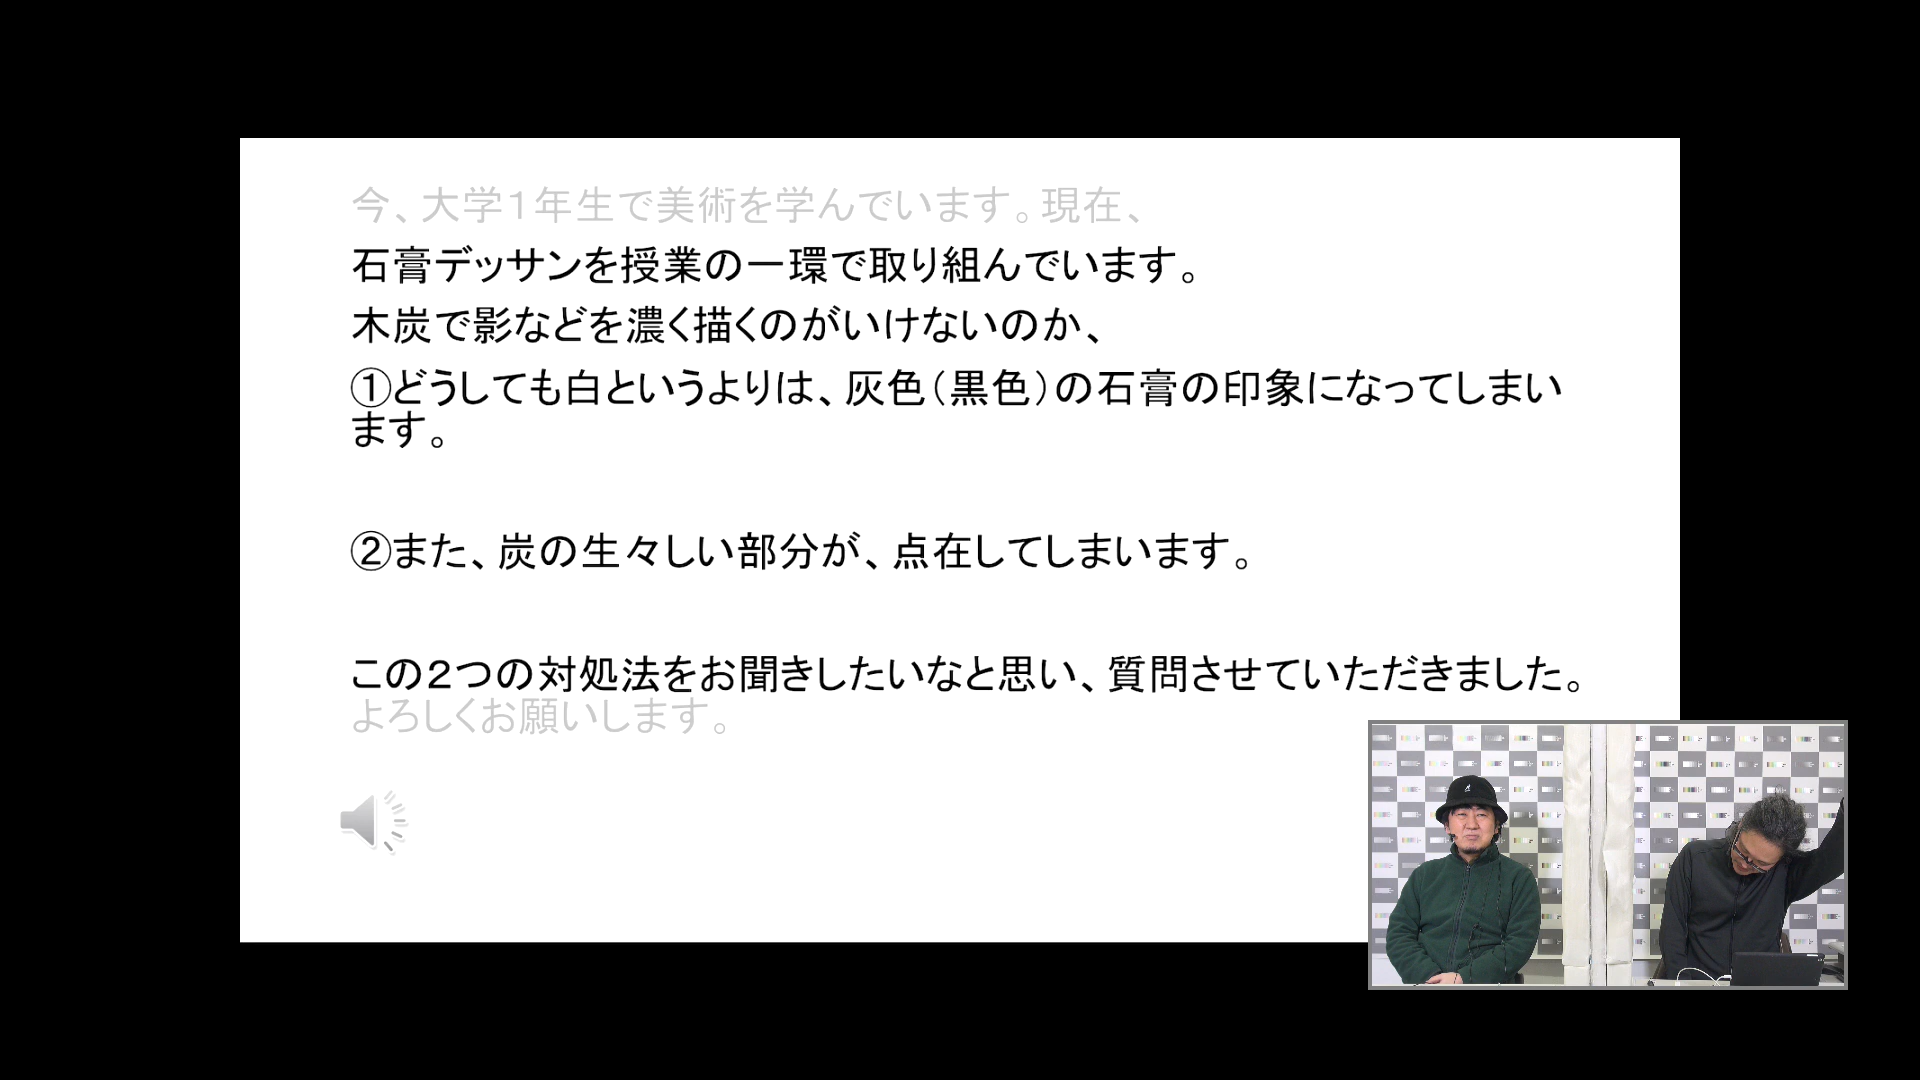 今、大学１年生で美術を学んでいます。現在、
石膏デッサンを授業の一環で取り組んでいます。
木炭で影などを濃く描くのがいけないのか、
①どうしても白というよりは、灰色（黒色）の石膏の印象になってしまい
ます。
②また、炭の生々しい部分が、点在してしまいます。
この２つの対処法をお聞きしたいなと思い、質問させていただきました。
よろしくお願いします。